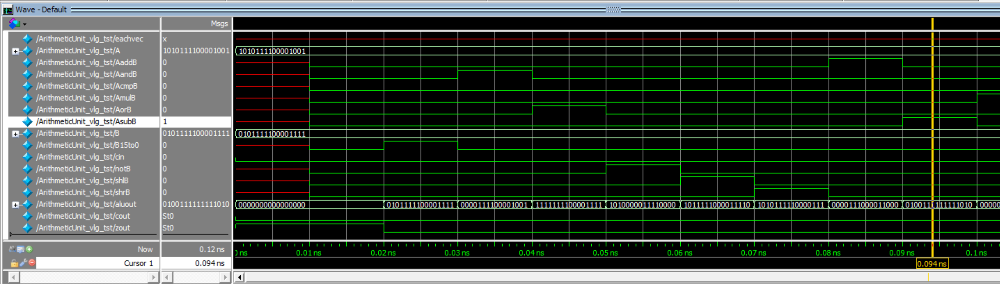 Wave - Default
Msgs
/ArithmeticUnit_vlg_tst/eachvec x
/ArithmeticUnit_vlg_tst/A 1010111100001001 1010111100001001
/ArithmeticUnit_vlg_tst/AaddB 0
/ArithmeticUnit_vlg_tst/AandB 0
/ArithmeticUnit_vlg_tst/AcmpB 0
/ArithmeticUnit_vlg_tst/AmulB 0
/ArithmeticUnit_vlg_tst/AorB 0
/ArithmeticUnit_vlg_tst/AsubB 1
/ArithmeticUnit_vlg_tst/B 0101111100001111 0101111100001111
/ArithmeticUnit_vlg_tst/B15to0 0
/ArithmeticUnit_vlg_tst/cin 0
/ArithmeticUnit_vlg_tst/notB 0
/ArithmeticUnit_vlg_tst/shlB 0
/ArithmeticUnit_vlg_tst/shrB 0
/ArithmeticUnit_vlg_tst/aluout 0100111111111010 0000000000000000 0101111100001111 0000111100001001 1111111100001111 1010000011110000 1011111000011110 1010111110000111 0000111000011000 0100111111111010 00000
/ArithmeticUnit_vlg_tst/cout St0
/ArithmeticUnit_vlg_tst/zout St0
Now 0.12 ns ns 0.01 ns 0.02 ns 0.03 ns 0.04 ns 0.05 ns 0.06 ns 0.07 ns 0.08 ns 0.09 ns 0.1 ns
Cursor 1 0.094 ns 0.094 ns